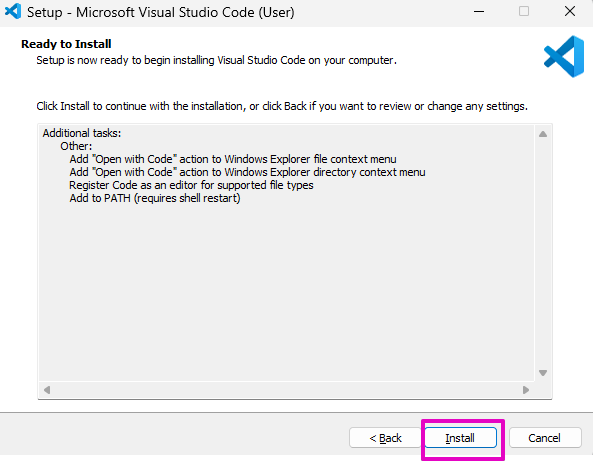 Setup - Microsoft Visual Studio Code (User)
Ready to Install
Setup is now ready to begin installing Visual Studio Code on your computer.
Click Install to continue with the installation, or click Back if you want to review or change any settings.
Additional tasks:
Other:
Add "Open with Code" action to Windows Explorer file context menu
Add "Open with Code" action to Windows Explorer directory context menu
Register Code as an editor for supported file types
Add to PATH (requires shell restart)
< Back Install Cancel